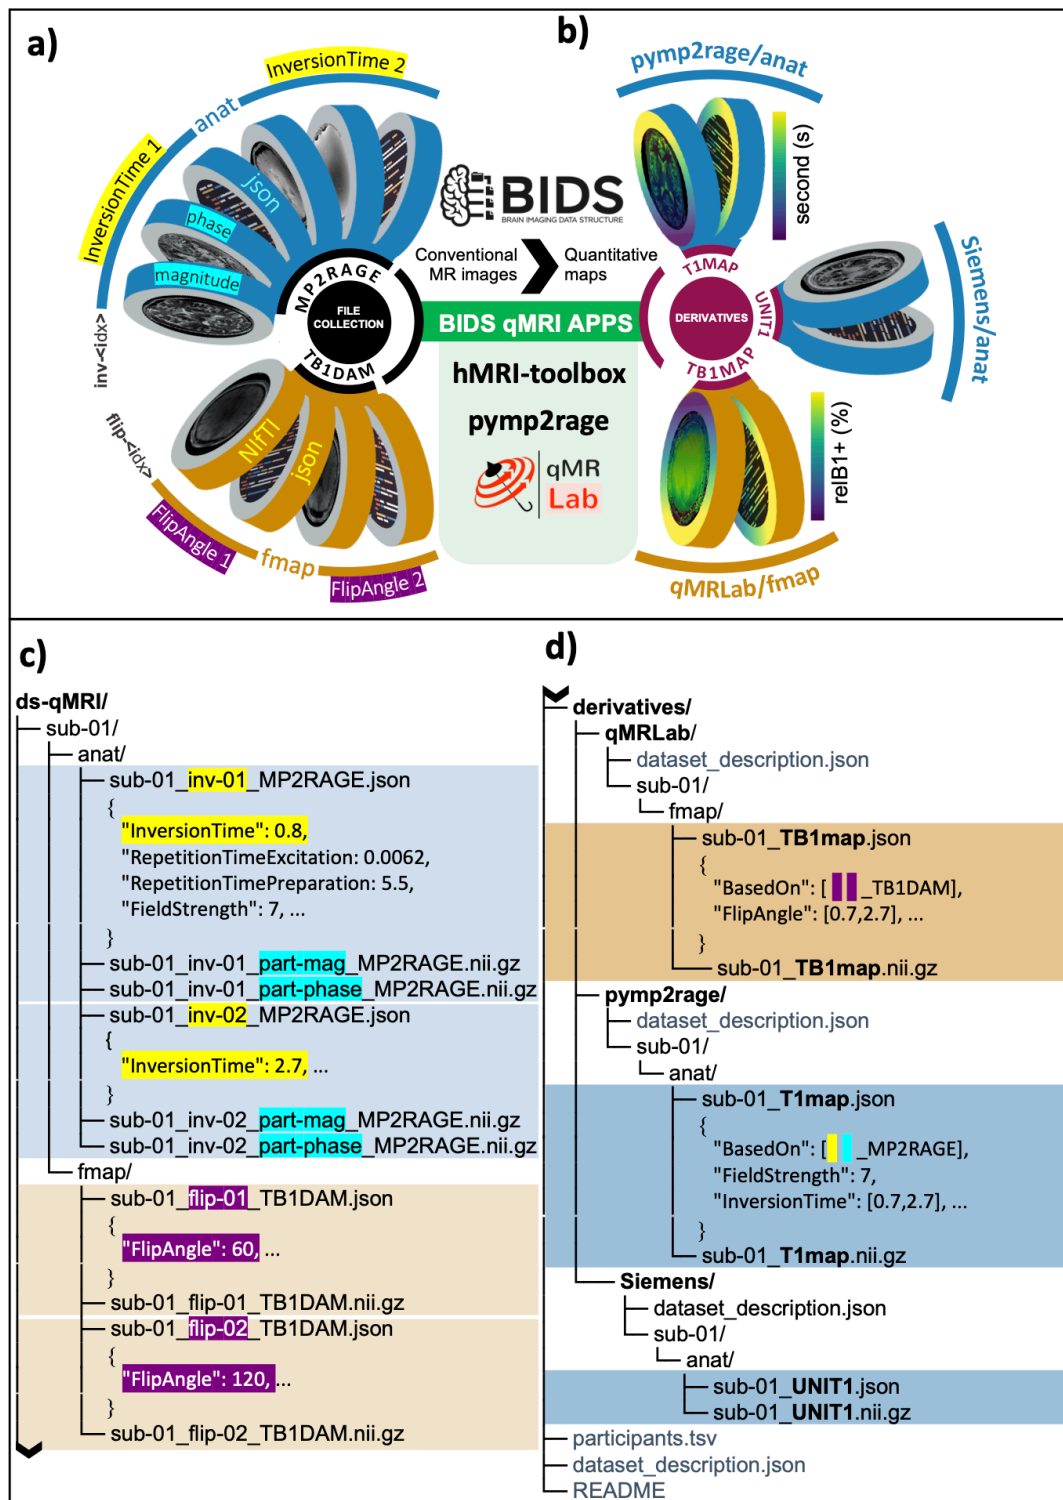 a)
InversionTime 2
anat
InversionTime 1
json
phase
magnitude
inv-<idx>
MP2RAGE
FILE
COLLECTION
TB1DAM
flip-<idx>
NIfTI
json
FlipAngle 1
fmap
FlipAngle 2
BIDS
BRAIN IMAGING DATA STRUCTURE
Conventional
MR images
Quantitative
maps
BIDS qMRI APPS
hMRI-toolbox
pymp2rage
qMR
Lab
b)
pymp2rage/anat
second (s)
T1MAP
UNIT1
DERIVATIVES
TB1MAP
Siemens/anat
relB1+ (%)
qMRLab/fmap
c)
ds-qMRI/
sub-01/
anat/
sub-01_inv-01_MP2RAGE.json
{
"InversionTime": 0.8,
"RepetitionTimeExcitation: 0.0062,
"RepetitionTimePreparation: 5.5,
"FieldStrength": 7, ...
}
sub-01_inv-01_part-mag_MP2RAGE.nii.gz
sub-01_inv-01_part-phase_MP2RAGE.nii.gz
sub-01_inv-02_MP2RAGE.json
{
"InversionTime": 2.7, ...
}
sub-01_inv-02_part-mag_MP2RAGE.nii.gz
sub-01_inv-02_part-phase_MP2RAGE.nii.gz
fmap/
sub-01_flip-01_TB1DAM.json
{
"FlipAngle": 60, ...
}
sub-01_flip-01_TB1DAM.nii.gz
sub-01_flip-02_TB1DAM.json
{
"FlipAngle": 120, ...
}
sub-01_flip-02_TB1DAM.nii.gz
d)
derivatives/
qMRLab/
dataset_description.json
sub-01/
fmap/
sub-01_TB1map.json
{
"BasedOn": [ _TB1DAM],
"FlipAngle": [0.7,2.7], ...
}
sub-01_TB1map.nii.gz
pymp2rage/
dataset_description.json
sub-01/
anat/
sub-01_T1map.json
{
"BasedOn": [ _MP2RAGE],
"FieldStrength": 7,
"InversionTime": [0.7,2.7], ...
}
sub-01_T1map.nii.gz
Siemens/
dataset_description.json
sub-01/
anat/
sub-01_UNIT1.json
sub-01_UNIT1.nii.gz
participants.tsv
dataset_description.json
README